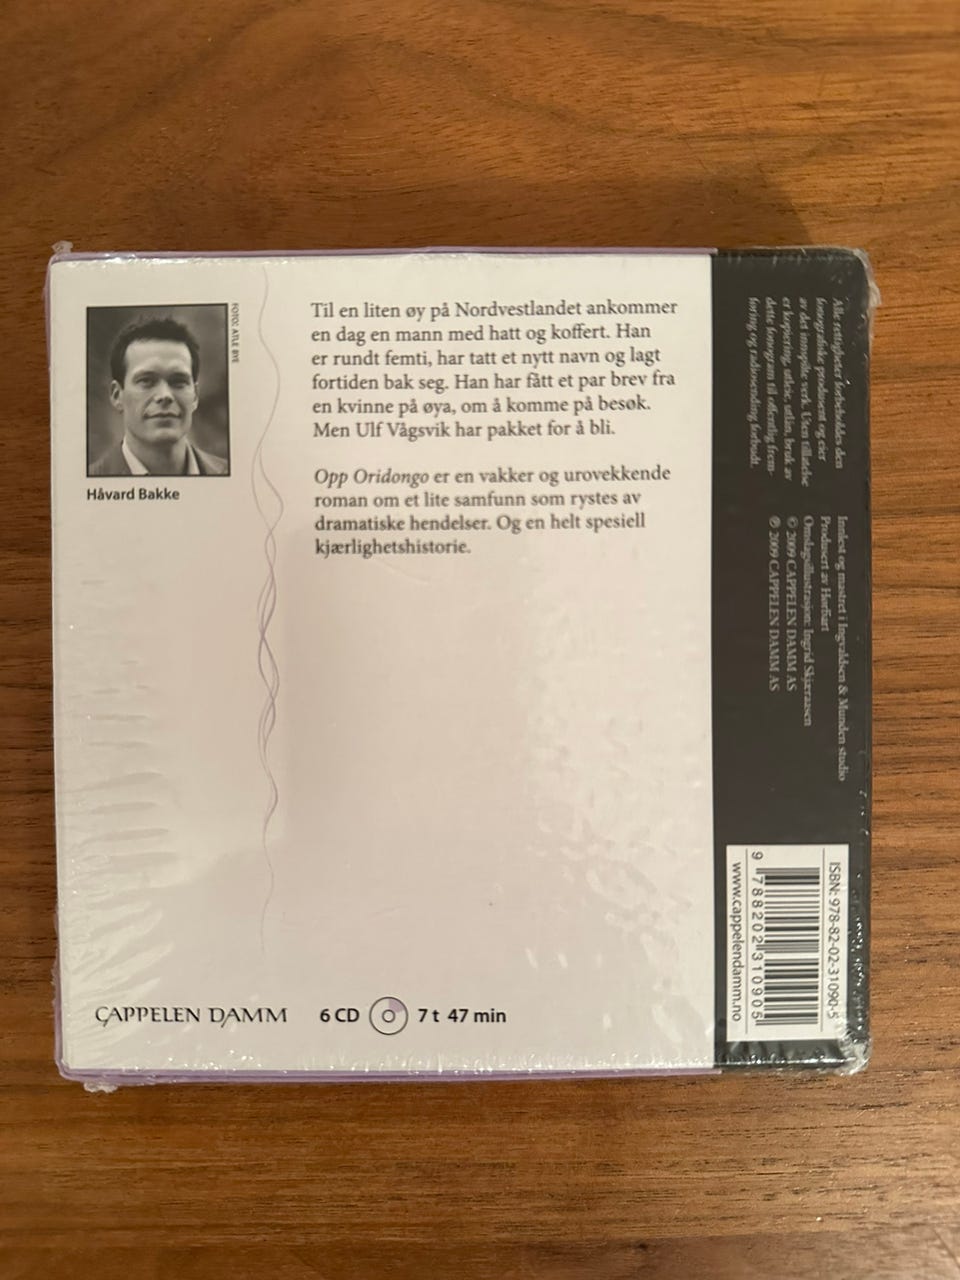 FOTO: ATLE BYE
Håvard Bakke
Til en liten øy på Nordvestlandet ankommer
en dag en mann med hatt og koffert. Han
er rundt femti, har tatt et nytt navn og lagt
fortiden bak seg. Han har fått et par brev fra
en kvinne på øya, om å komme på besøk.
Men Ulf Vågsvik har pakket for å bli.
Opp Oridongo er en vakker og urovekkende
roman om et lite samfunn som rystes av
dramatiske hendelser. Og en helt spesiell
kjærlighetshistorie.
CAPPELEN DAMM
6 CD
7 t 47 min
Alle rettigheter forbeholdes den
fonografiske produsent og eier
av det innspilte verk. Uten tillatelse
er kopiering, utleie, utlån, bruk av
dette fonogram til offentlig frem-
føring og radiosending forbudt.
Innlest og mastret i Ingvaldsen & Munden studio
Produsert av
Omslagsillustrasjon: Ingrid Skjæraasen
© 2009 CAPPELEN DAMM AS
℗ 2009 CAPPELEN DAMM AS
ISBN: 978-82-02-31090-5
9 788202 310905
www.cappelendamm.no